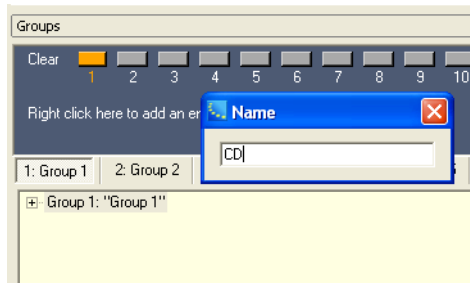 Groups
Clear
1 2 3 4 5 6 7 8 9 10
Right click here to add an er
Name
CD
1: Group 1 2: Group 2
Group 1: "Group 1"